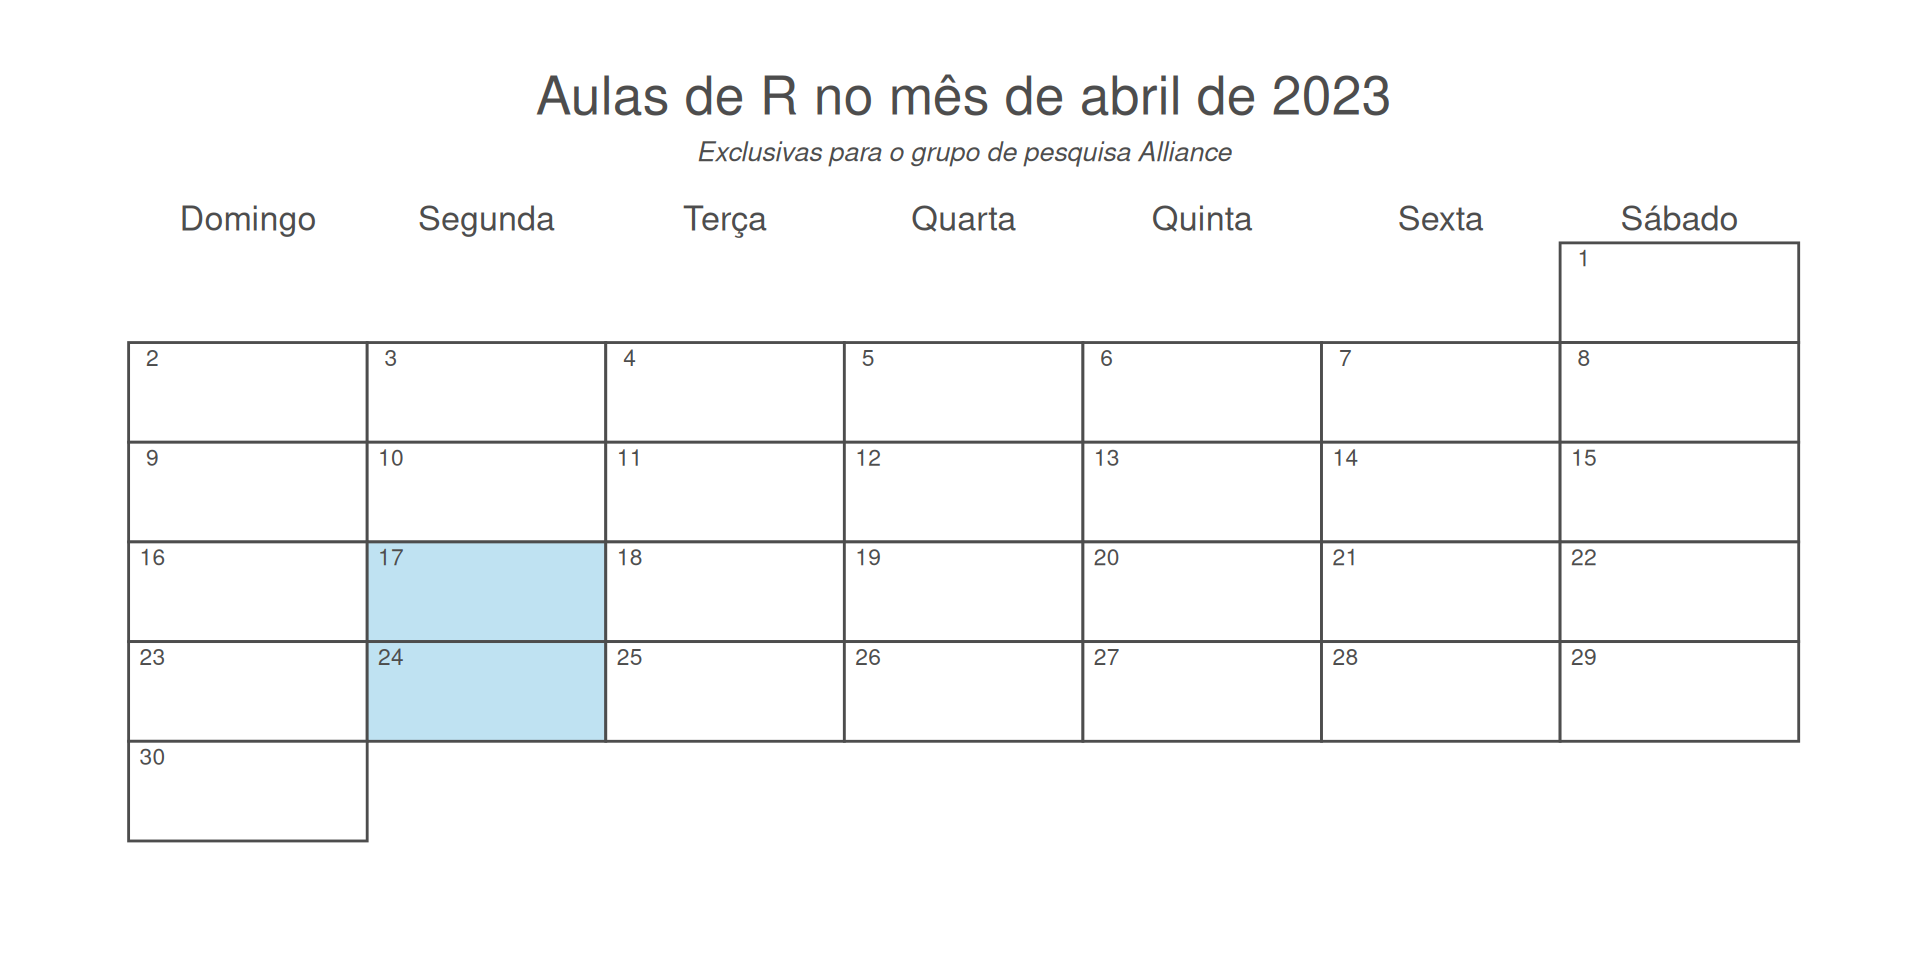 Aulas de R no mês de abril de 2023
Exclusivas para o grupo de pesquisa Alliance
Domingo Segunda Terça Quarta Quinta Sexta Sábado
1
2 3 4 5 6 7 8
9 10 11 12 13 14 15
16 17 18 19 20 21 22
23 24 25 26 27 28 29
30